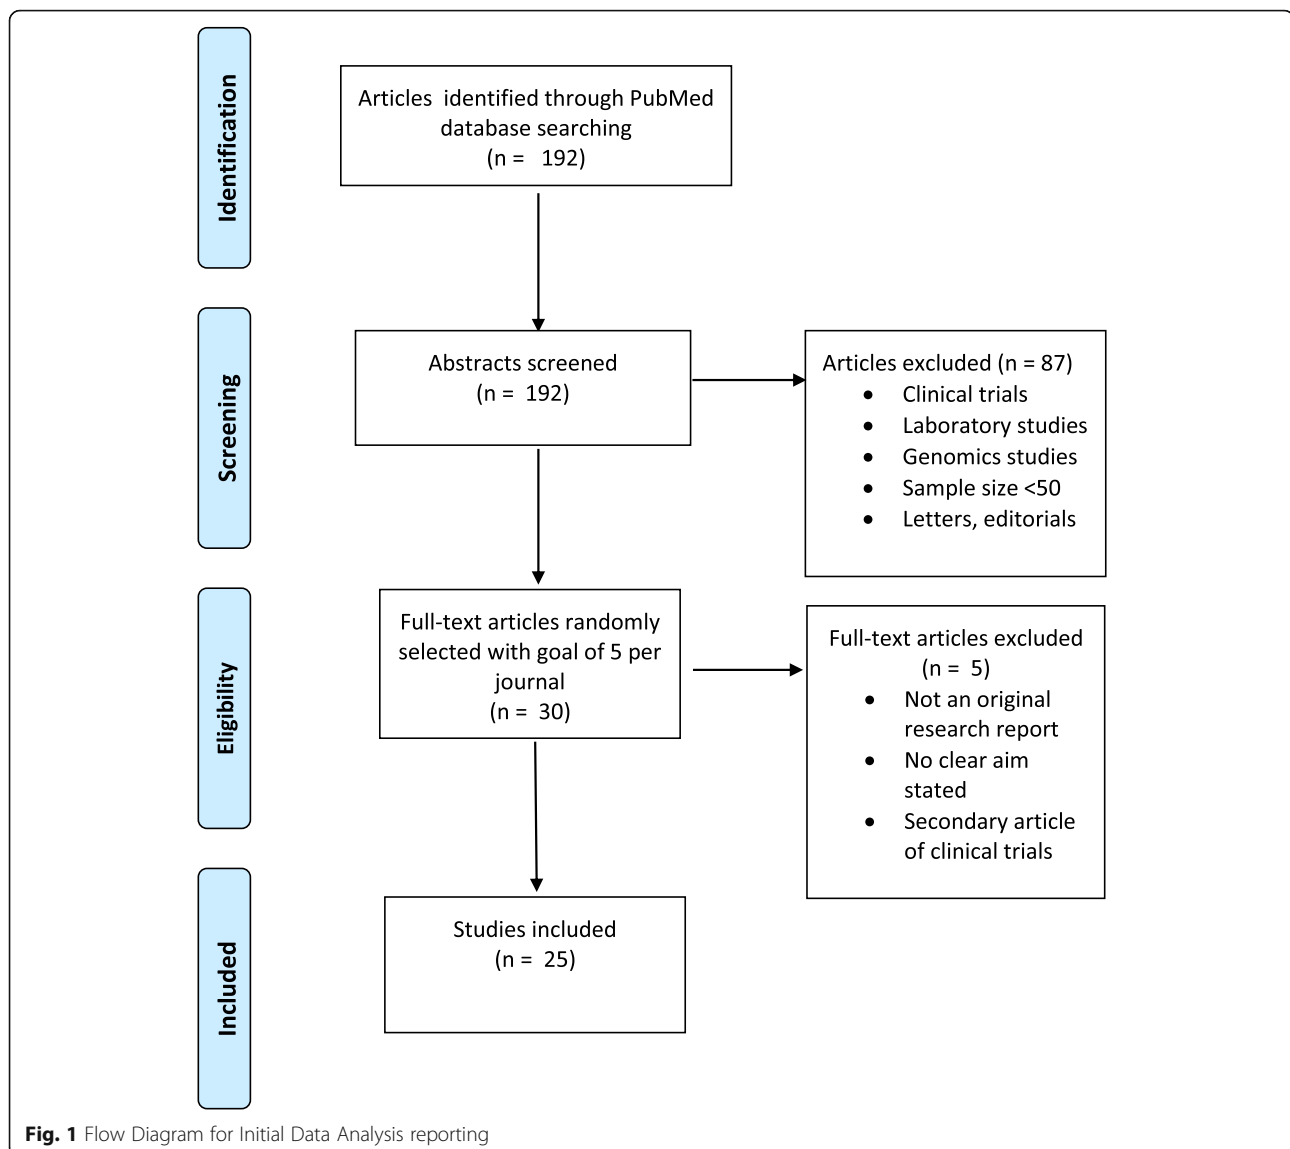 Identification
Articles identified through PubMed
database searching
(n = 192)
Screening
Abstracts screened
(n = 192)
Articles excluded (n = 87)
• Clinical trials
• Laboratory studies
• Genomics studies
• Sample size <50
• Letters, editorials
Eligibility
Full-text articles randomly
selected with goal of 5 per
journal
(n = 30)
Full-text articles excluded
(n = 5)
• Not an original
research report
• No clear aim
stated
• Secondary article
of clinical trials
Included
Studies included
(n = 25)
Fig. 1 Flow Diagram for Initial Data Analysis reporting